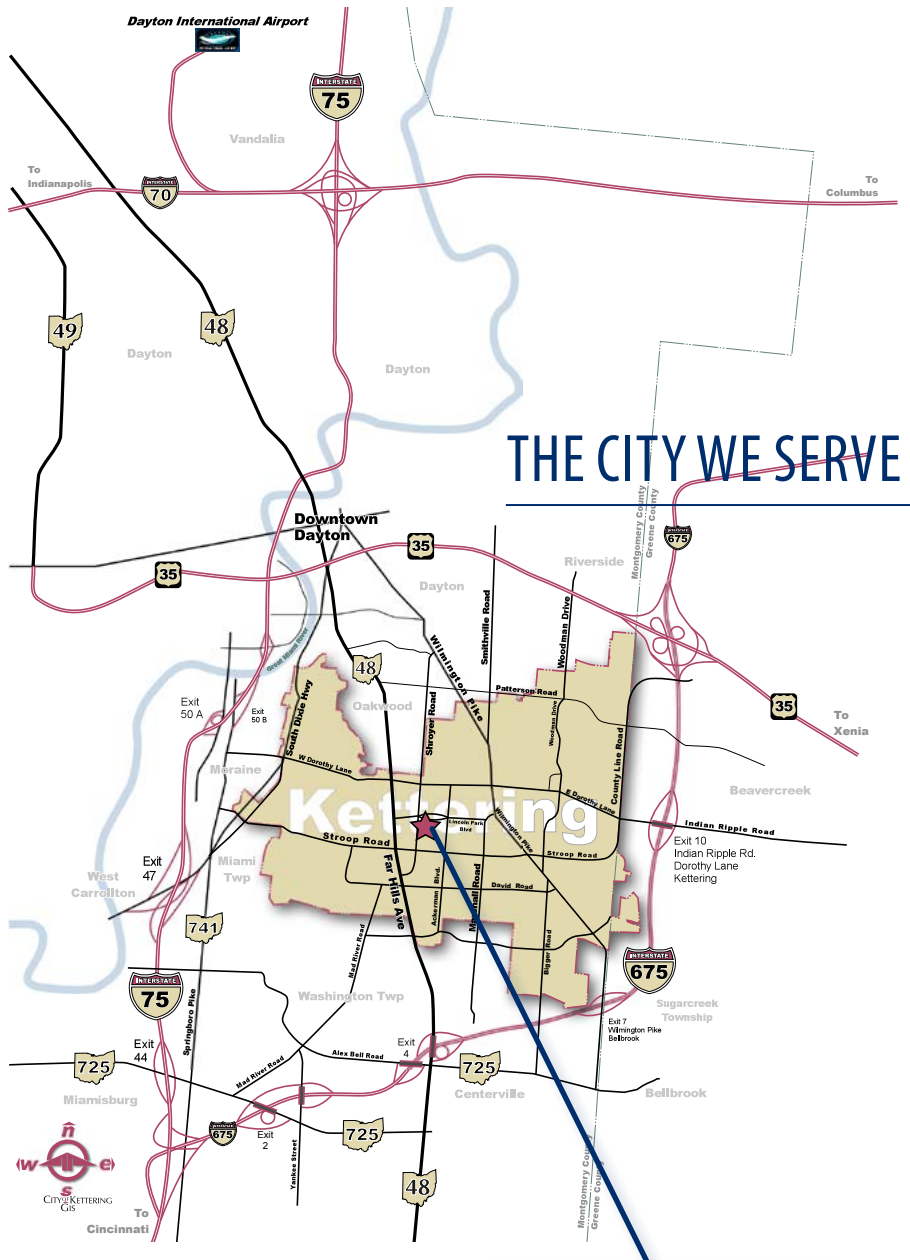 Dayton International Airport
INTERSTATE
75
Vandalia
To
Indianapolis
INTERSTATE
70
To
Columbus
49
48
Dayton
Dayton
THE CITY WE SERVE
Montgomery County
Greene County
675
Downtown
Dayton
35
35
Dayton
Riverside
Smithville Road
Woodman Drive
Wilmington Pike
Great Miami River
48
Patterson Road
Oakwood
Exit
50 A
Exit
50 B
South Dixie Hwy
Shroyer Road
Woodman Drive
County Line Road
35
To
Xenia
Moraine
W Dorothy Lane
E Dorothy Lane
Beavercreek
Kettering
Lincoln Park
Blvd
Wilmington Pike
Indian Ripple Road
Stroop Road
Stroop Road
Exit 10
Indian Ripple Rd.
Dorothy Lane
Kettering
Exit
47
Miami
Twp
West
Carrollton
Far Hills Ave
Ackerman Blvd.
Marshall Road
David Road
741
Mad River Road
Bigger Road
INTERSTATE
75
INTERSTATE
675
Washington Twp
Sugarcreek
Township
Springboro Pike
Exit 7
Wilmington Pike
Bellbrook
Exit
44
Exit
4
Alex Bell Road
725
725
Mad River Road
Miamisburg
Centerville
Bellbrook
675
Exit
2
725
Yankee Street
n
w e
s
CITY OF KETTERING
GIS
48
Montgomery County
Greene County
To
Cincinnati